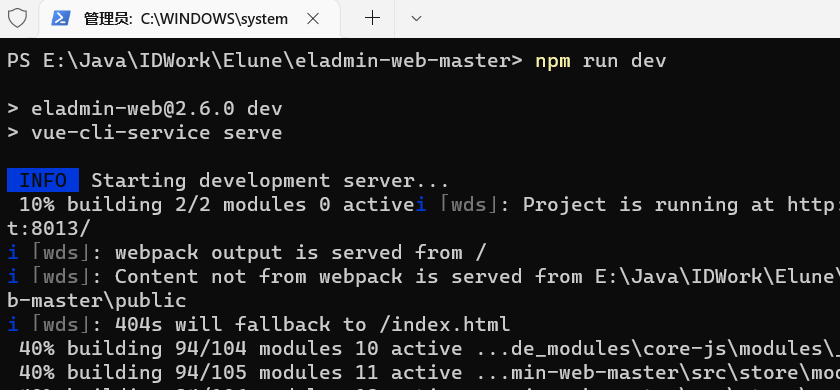 管理员: C:\WINDOWS\system
PS E:\Java\IDWork\Elune\eladmin-web-master> npm run dev
> eladmin-web@2.6.0 dev
> vue-cli-service serve
INFO Starting development server...
10% building 2/2 modules 0 activei ｢wds｣: Project is running at http
t:8013/
i ｢wds｣: webpack output is served from /
i ｢wds｣: Content not from webpack is served from E:\Java\IDWork\Elune\
b-master\public
i ｢wds｣: 404s will fallback to /index.html
40% building 94/104 modules 10 active ...de_modules\core-js\modules\
40% building 94/105 modules 11 active ...min-web-master\src\store\mo